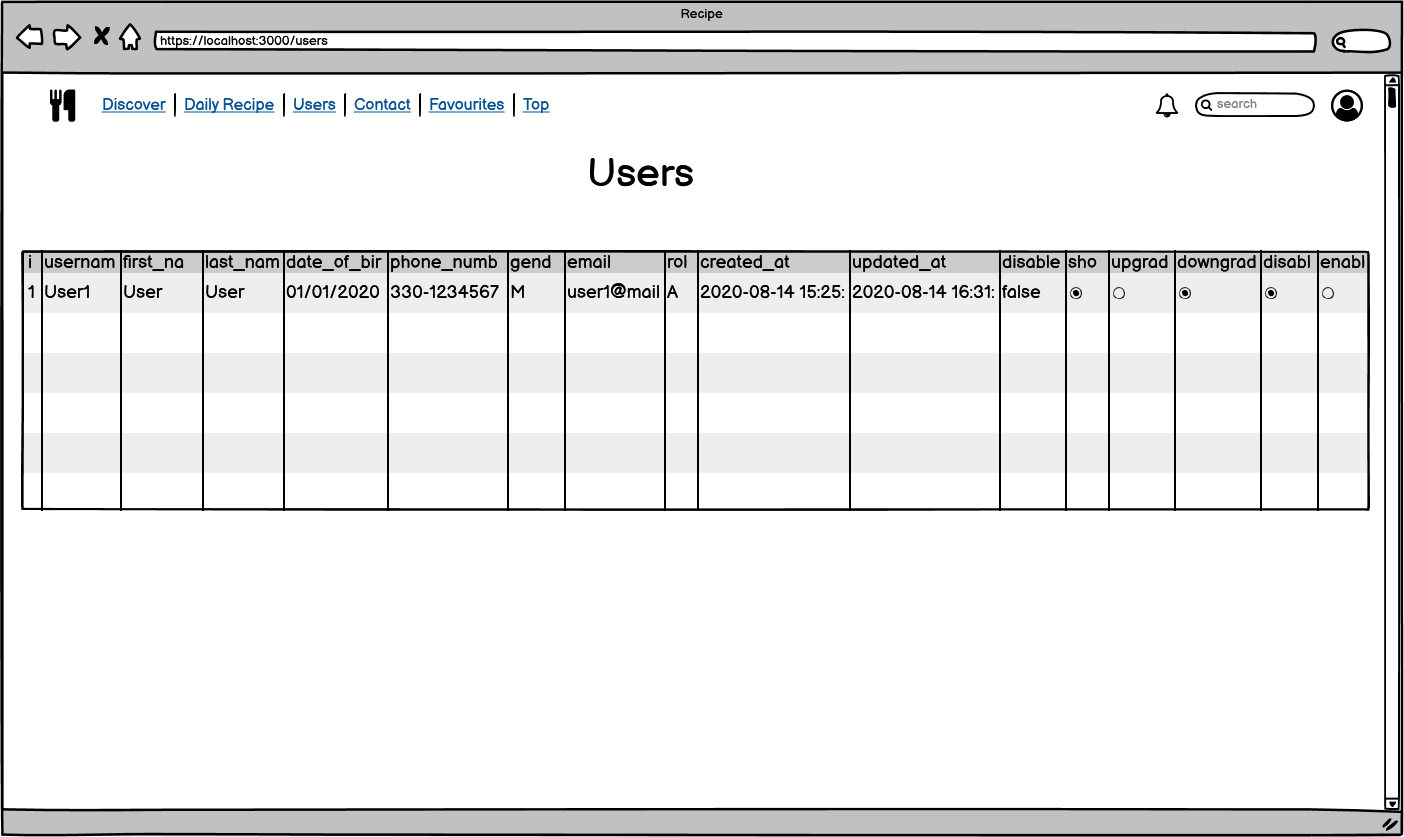 Recipe
https://localhost:3000/users
Discover Daily Recipe Users Contact Favourites Top search
Users
i usernam first_na last_nam date_of_bir phone_numb gend email rol created_at updated_at disable sho upgrad downgrad disabl enabl
1 User1 User User 01/01/2020 330-1234567 M user1@mail A 2020-08-14 15:25: 2020-08-14 16:31: false